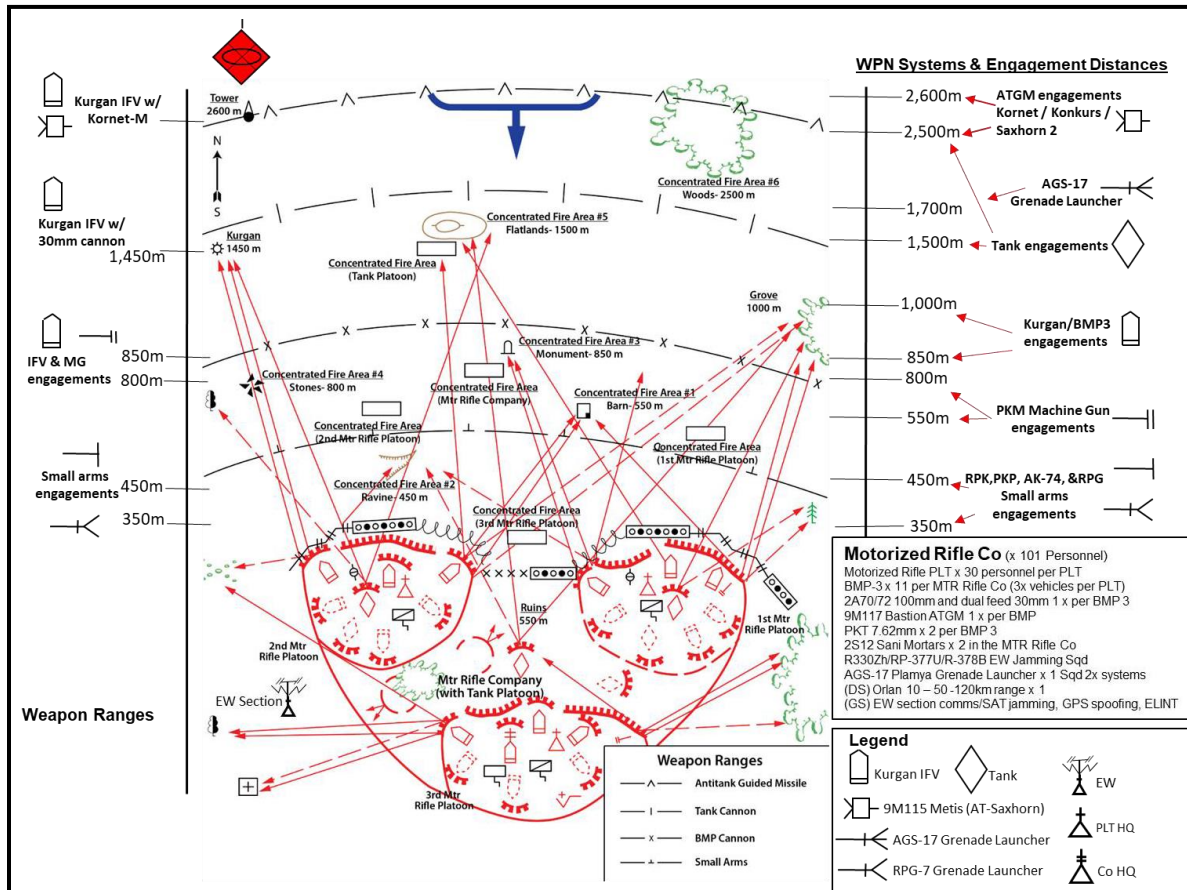 I
Kurgan IFV w/
Kornet-M
Kurgan IFV w/
30mm cannon
1,450m
IFV & MG
engagements
850m
800m
Small arms
engagements
450m
350m
Weapon Ranges
Tower
2600 m
N
S
Kurgan
1450 m
Concentrated Fire Area #6
Woods- 2500 m
Concentrated Fire Area #5
Flatlands- 1500 m
Concentrated Fire Area
(Tank Platoon)
Grove
1000 m
Concentrated Fire Area #3
Monument- 850 m
Concentrated Fire Area #4
Stones- 800 m
Concentrated Fire Area
(Mtr Rifle Company)
Concentrated Fire Area #1
Barn- 550 m
Concentrated Fire Area
(2nd Mtr Rifle Platoon)
Concentrated Fire Area
(1st Mtr Rifle Platoon)
Concentrated Fire Area #2
Ravine- 450 m
Concentrated Fire Area
(3rd Mtr Rifle Platoon)
Ruins
550 m
1st Mtr
Rifle Platoon
2nd Mtr
Rifle Platoon
Mtr Rifle Company
(with Tank Platoon)
EW Section
3rd Mtr
Rifle Platoon
Weapon Ranges
Antitank Guided Missile
Tank Cannon
BMP Cannon
Small Arms
WPN Systems & Engagement Distances
2,600m
2,500m
1,700m
1,500m
1,000m
850m
800m
550m
450m
350m
ATGM engagements
Kornet / Konkurs /
Saxhorn 2
AGS-17
Grenade Launcher
Tank engagements
Kurgan/BMP3
engagements
PKM Machine Gun
engagements
RPK,PKP, AK-74, &RPG
Small arms
engagements
Motorized Rifle Co (x 101 Personnel)
Motorized Rifle PLT x 30 personnel per PLT
BMP-3 x 11 per MTR Rifle Co (3x vehicles per PLT)
2A70/72 100mm and dual feed 30mm 1 x per BMP 3
9M117 Bastion ATGM 1 x per BMP
PKT 7.62mm x 2 per BMP 3
2S12 Sani Mortars x 2 in the MTR Rifle Co
R330Zh/RP-377U/R-378B EW Jamming Sqd
AGS-17 Plamya Grenade Launcher x 1 Sqd 2x systems
(DS) Orlan 10 – 50 -120km range x 1
(GS) EW section comms/SAT jamming, GPS spoofing, ELINT
Legend
Kurgan IFV
Tank
EW
9M115 Metis (AT-Saxhorn)
PLT HQ
AGS-17 Grenade Launcher
RPG-7 Grenade Launcher
Co HQ